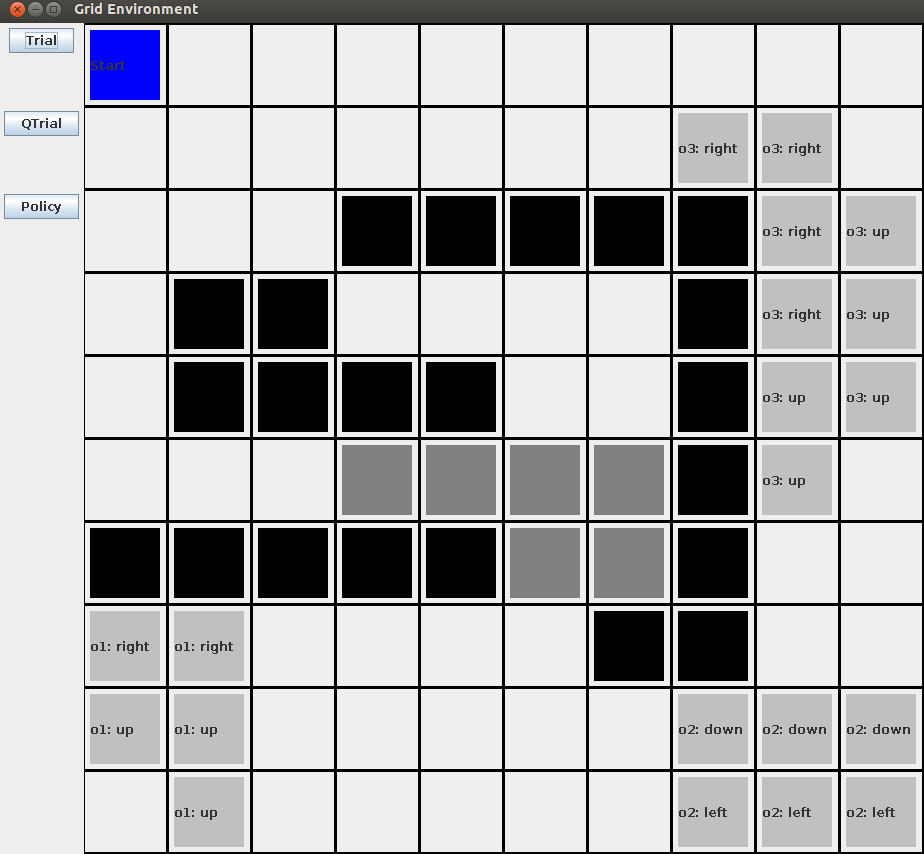 Grid Environment
Trial
Start
QTrial
o3: right
o3: right
Policy
o3: right
o3: up
o3: right
o3: up
o3: up
o3: up
o3: up
o1: right
o1: right
o1: up
o1: up
o2: down
o2: down
o2: down
o1: up
o2: left
o2: left
o2: left